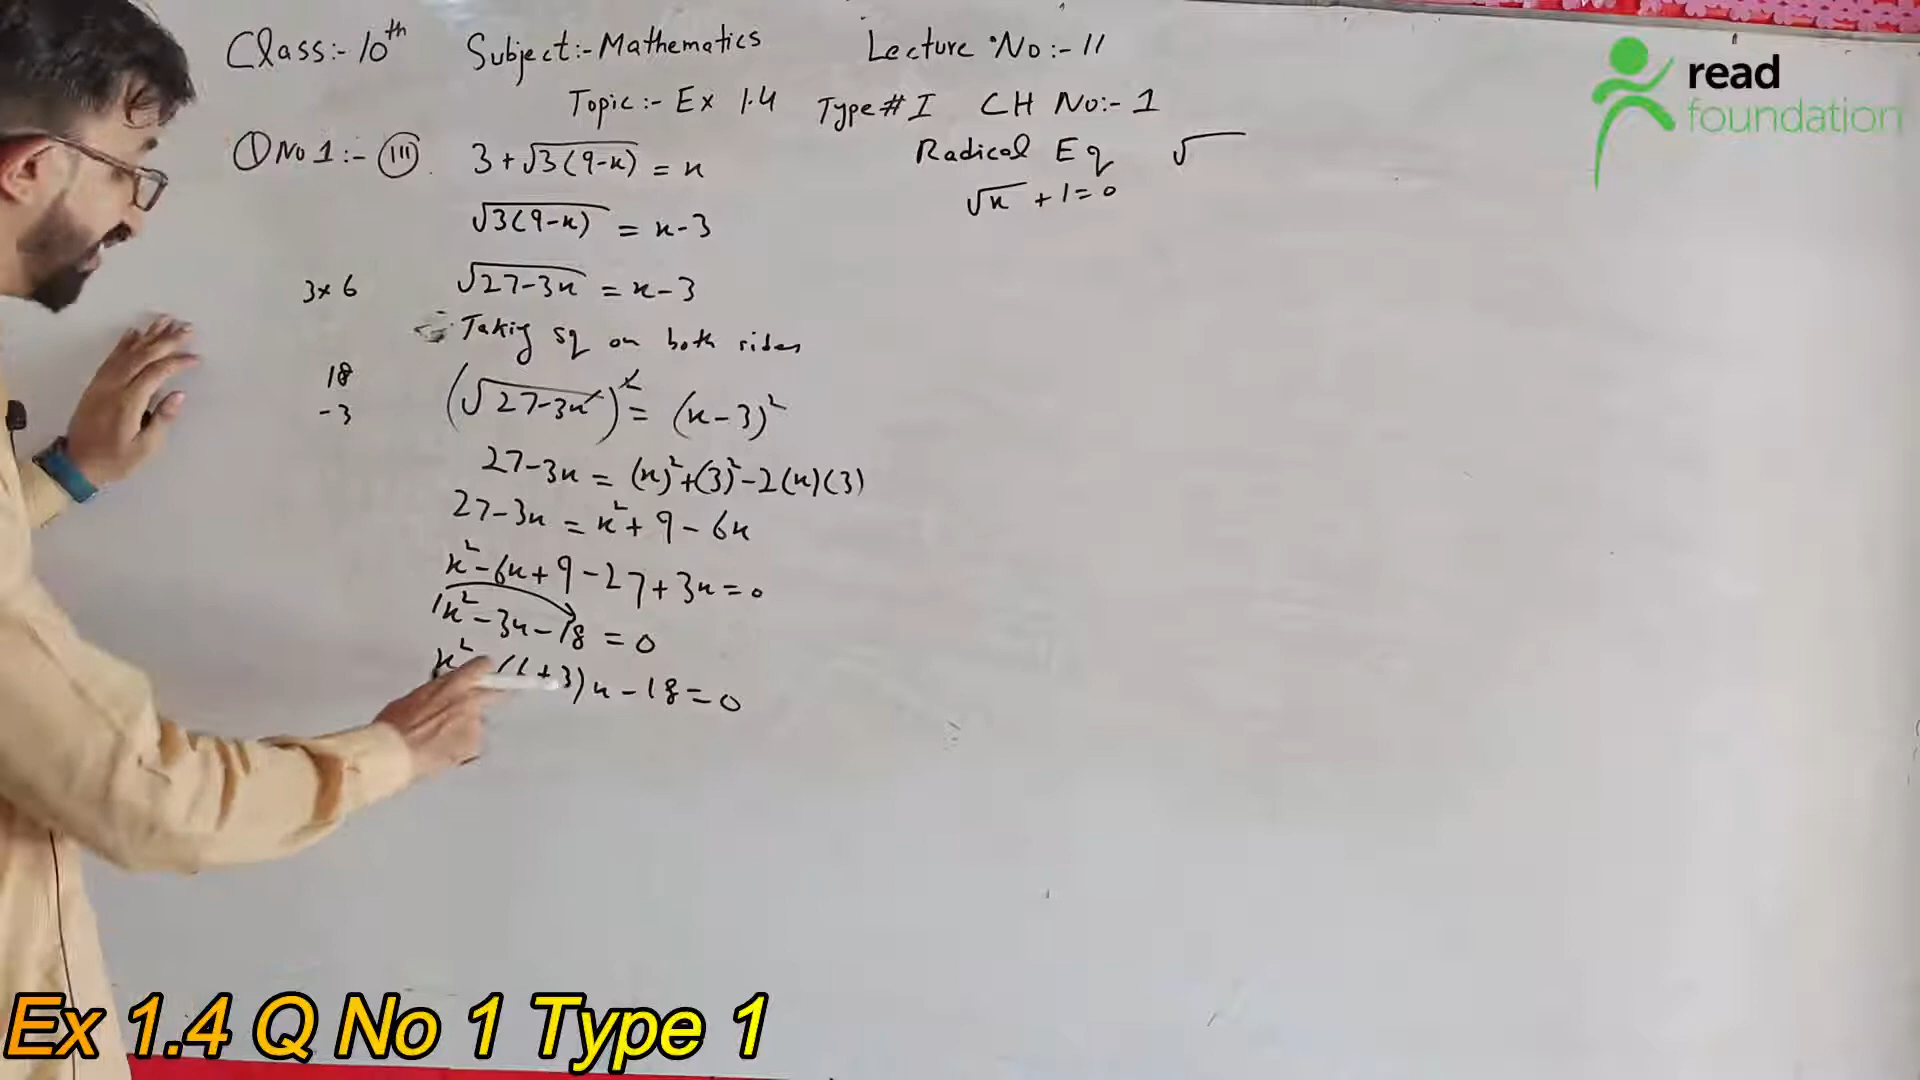 Class:- 10th Subject:- Mathematics Lecture No:- 11
Topic:- Ex 1.4 Type # I CH No:- 1
Q No 1:- (III) 3+√3(9-x) = x
Radical Eq √
√x + 1 = 0
√3(9-x) = x-3
3x6
√27-3x = x-3
Takig sq on both sides
18
-3
(√27-3x)² = (x-3)²
27-3x = (x)²+(3)²-2(x)(3)
27-3x = x²+9-6x
x²-6x+9-27+3x=0
1x²-3x-18=0
x² +3)x-18=0
read
foundation
Ex 1.4 Q No 1 Type 1